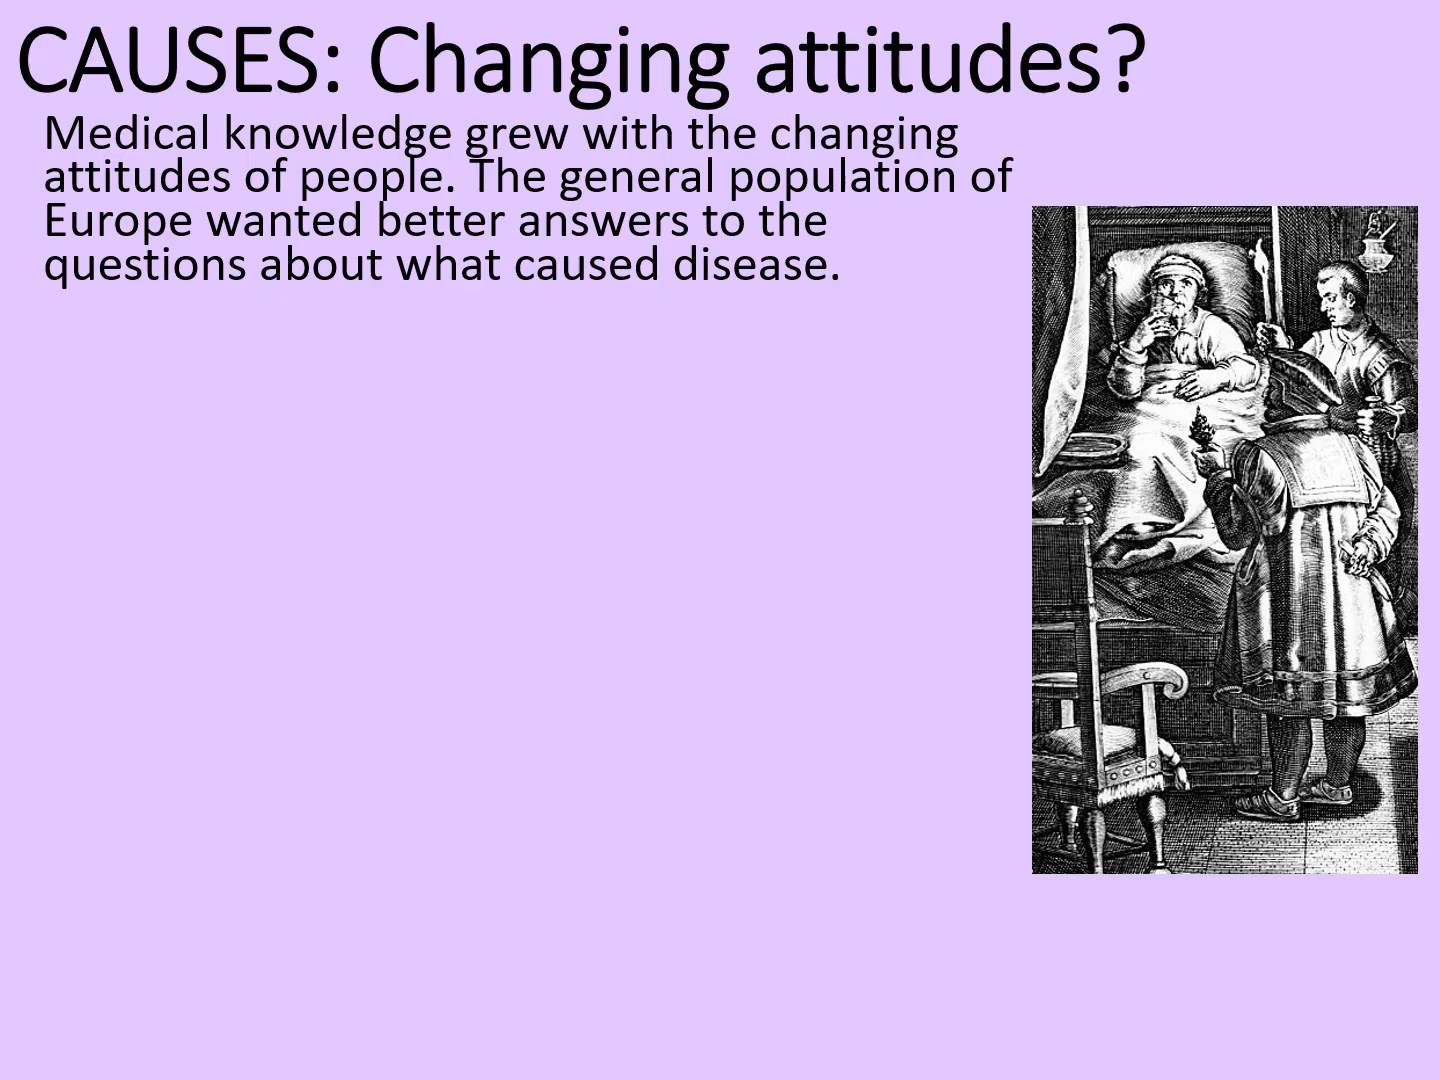 CAUSES: Changing attitudes?
Medical knowledge grew with the changing
attitudes of people. The general population of
Europe wanted better answers to the
questions about what caused disease.